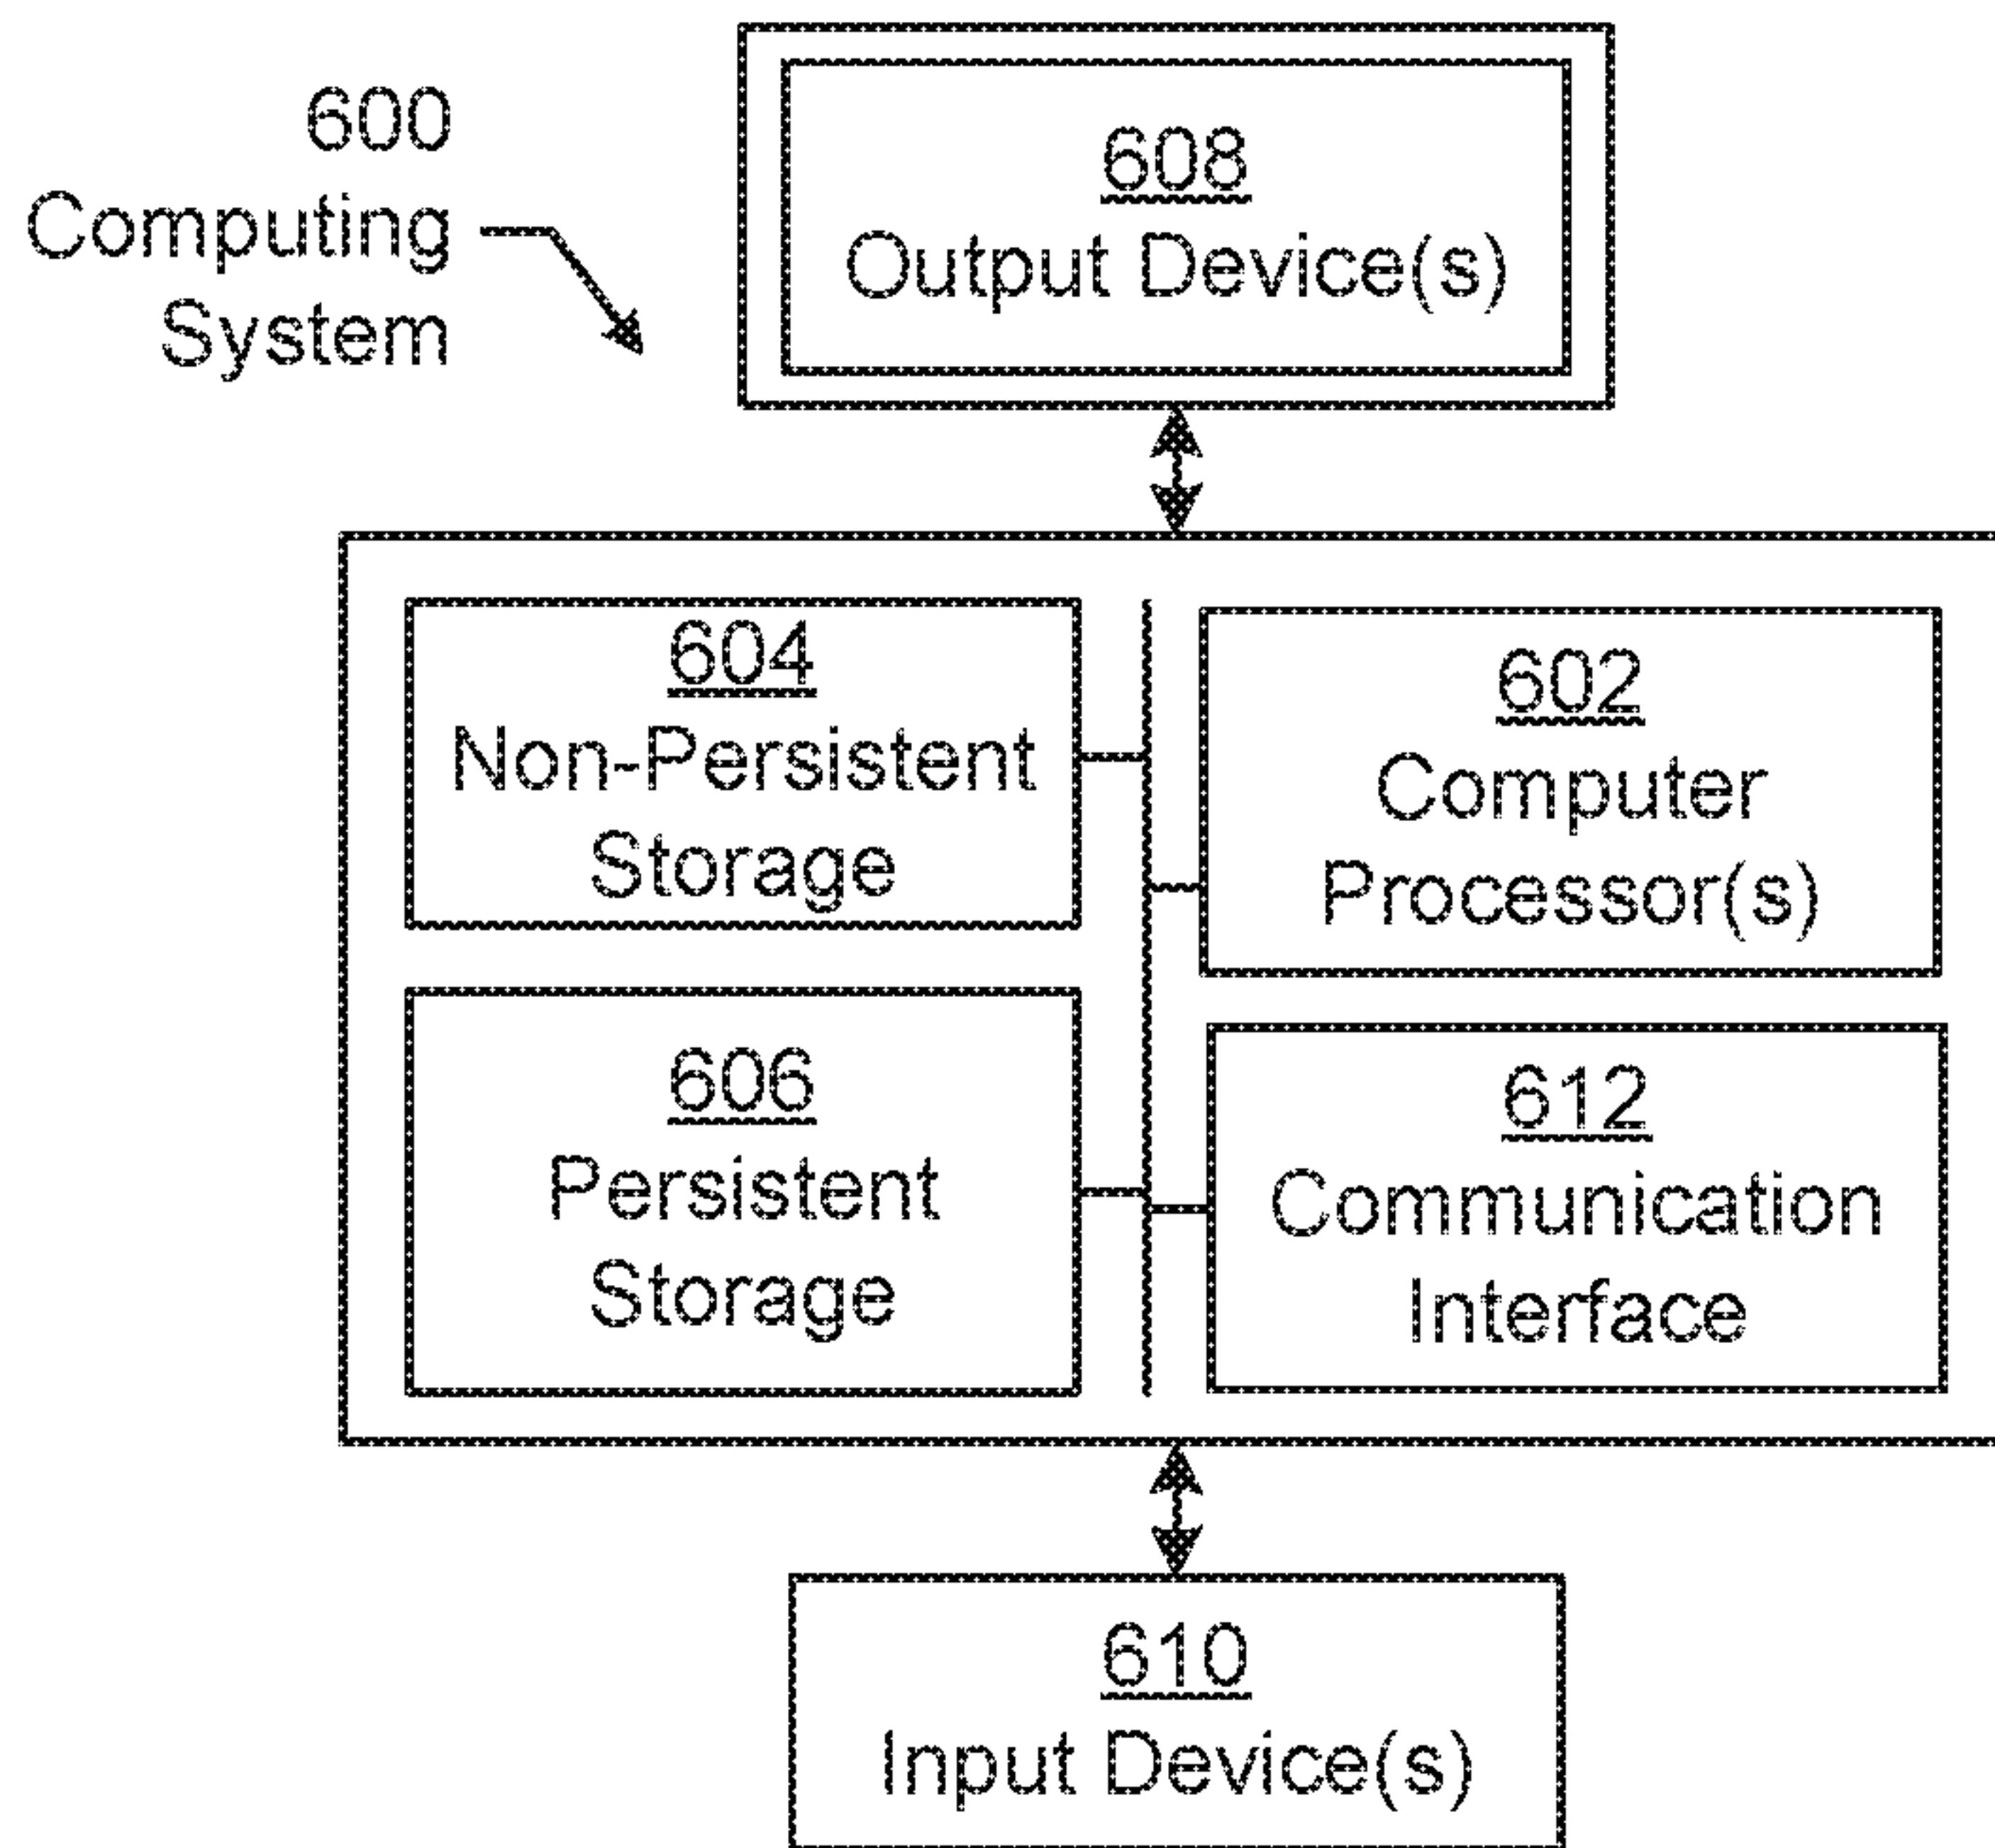 600
Computing
System
608
Output Device(s)
604
Non-Persistent
Storage
602
Computer
Processor(s)
606
Persistent
Storage
612
Communication
Interface
610
Input Device(s)